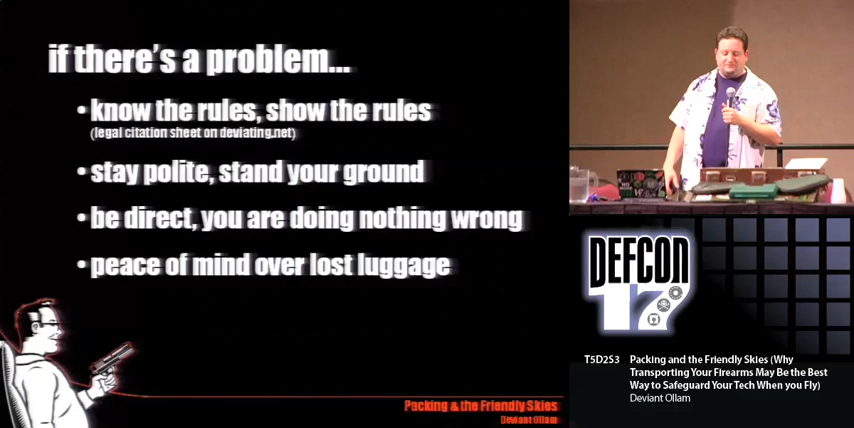 if there's a problem...
• know the rules, show the rules
(legal citation sheet on deviating.net)
• stay polite, stand your ground
• be direct, you are doing nothing wrong
• peace of mind over lost luggage
Packing & the Friendly Skies
Deviant Ollam
DEFCON
17
T5D2S3 Packing and the Friendly Skies (Why
Transporting Your Firearms May Be the Best
Way to Safeguard Your Tech When you Fly)
Deviant Ollam